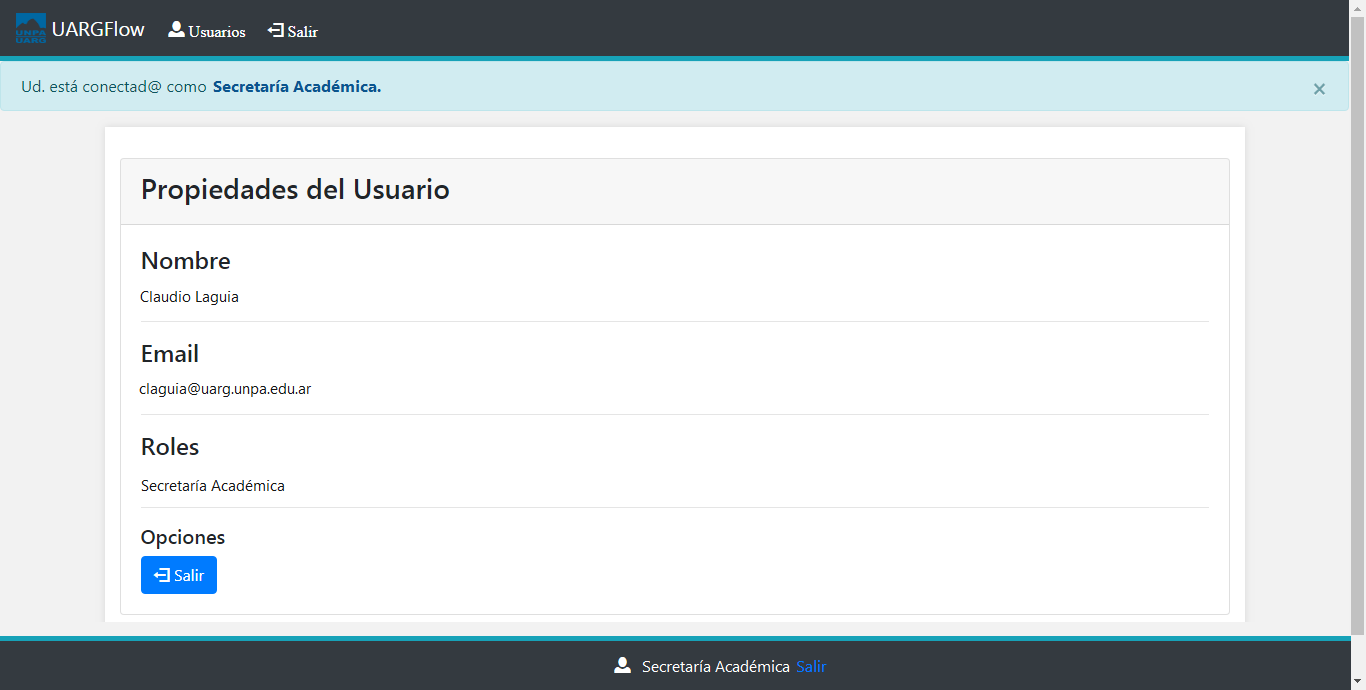 UNPA
UARG
UARGFlow
Usuarios
Salir
Ud. está conectad@ como Secretaría Académica.
×
Propiedades del Usuario
Nombre
Claudio Laguia
Email
claguia@uarg.unpa.edu.ar
Roles
Secretaría Académica
Opciones
Salir
Secretaría Académica Salir